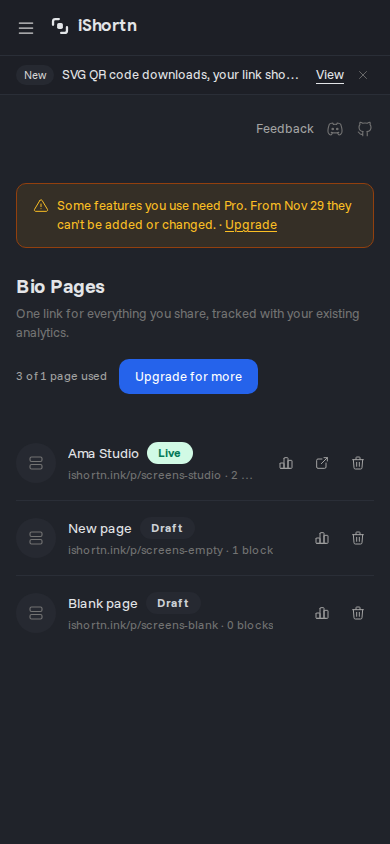 iShortn
New SVG QR code downloads, your link sho... View
Feedback
Some features you use need Pro. From Nov 29 they
can't be added or changed. · Upgrade
Bio Pages
One link for everything you share, tracked with your existing
analytics.
3 of 1 page used Upgrade for more
Ama Studio Live
ishortn.ink/p/screens-studio · 2 ...
New page Draft
ishortn.ink/p/screens-empty · 1 block
Blank page Draft
ishortn.ink/p/screens-blank · 0 blocks